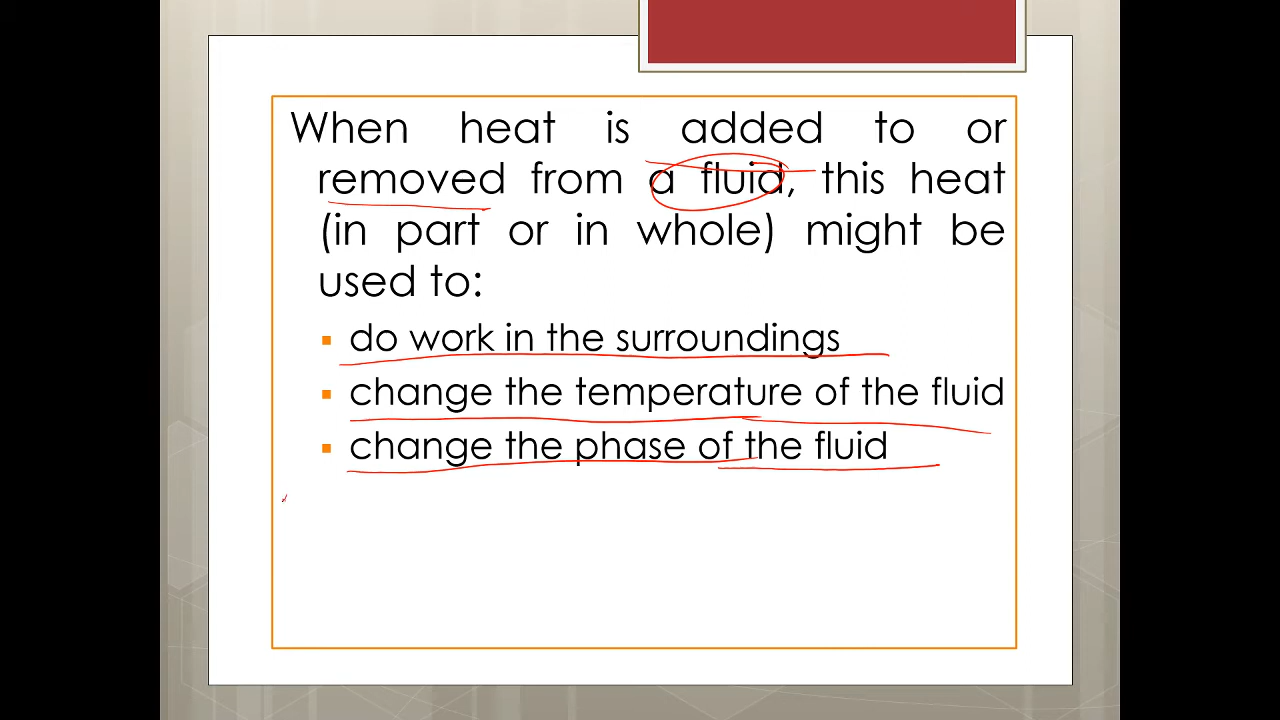 When heat is added to or
removed from a fluid, this heat
(in part or in whole) might be
used to:
do work in the surroundings
change the temperature of the fluid
change the phase of the fluid